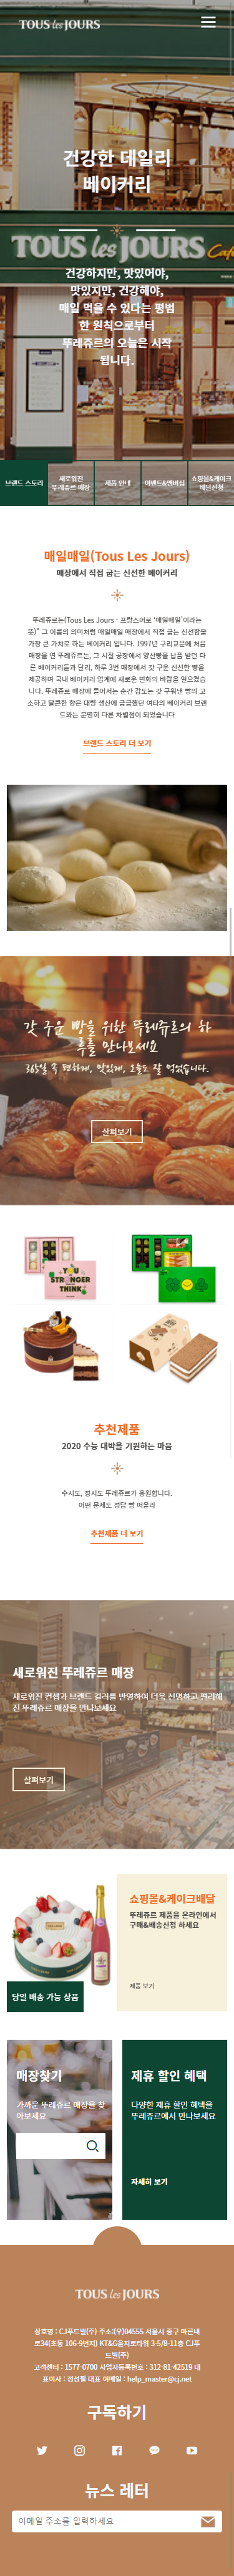 TOUS les JOURS
건강한 데일리
베이커리
TOUS les JOURS Café
건강하지만, 맛있어야,
맛있지만, 건강해야,
매일 먹을 수 있다는 평범
한 원칙으로부터
뚜레쥬르의 오늘은 시작
됩니다.
브랜드 스토리
새로워진
뚜레쥬르 매장
제품 안내
이벤트&멤버십
쇼핑몰&케이크
배달신청
매일매일(Tous Les Jours)
매장에서 직접 굽는 신선한 베이커리
뚜레쥬르는(Tous Les Jours - 프랑스어로 '매일매일'이라는
뜻)” 그 이름의 의미처럼 매일매일 매장에서 직접 굽는 신선함을
가장 큰 가치로 하는 베이커리 입니다. 1997년 구리교문에 처음
매장을 연 뚜레쥬르는, 그 시절 공장에서 양산빵을 납품 받던 다
른 베이커리들과 달리, 하루 3번 매장에서 갓 구운 신선한 빵을
제공하며 국내 베이커리 업계에 새로운 변화의 바람을 일으켰습
니다. 뚜레쥬르 매장에 들어서는 순간 감도는 갓 구워낸 빵의 고
소하고 달큰한 향은 대량 생산에 급급했던 여타의 베이커리 브랜
드와는 분명히 다른 차별점이 되었습니다
브랜드 스토리 더 보기
갓 구운 빵을 위한 뚜레쥬르의 하
루를 만나보세요
365일 속 편하게, 맛있게, 오늘도 잘 먹었습니다.
살펴보기
YOU
STRONGER
THINK
추천제품
2020 수능 대박을 기원하는 마음
수시도, 정시도 뚜레쥬르가 응원합니다.
어떤 문제도 정답 빵 떠올라
추천제품 더 보기
새로워진 뚜레쥬르 매장
새로워진 컨셉과 브랜드 컬러를 반영하여 더욱 선명하고 편리해
진 뚜레쥬르 매장을 만나보세요
살펴보기
당일 배송 가능 상품
쇼핑몰&케이크배달
뚜레쥬르 제품을 온라인에서
구매&배송신청 하세요
제품 보기
매장찾기
가까운 뚜레쥬르 매장을 찾
아보세요
제휴 할인 혜택
다양한 제휴 할인 혜택을
뚜레쥬르에서 만나보세요
자세히 보기
TOUS les JOURS
상호명 : CJ푸드빌(주) 주소:(우)04555 서울시 중구 마른내
로34(초동 106-9번지) KT&G을지로타워 3·5/8·11층 CJ푸
드빌(주)
고객센터 : 1577-0700 사업자등록번호 : 312-81-42519 대
표이사 : 정성필 대표 이메일 : help_master@cj.net
구독하기
뉴스 레터
이메일 주소를 입력하세요